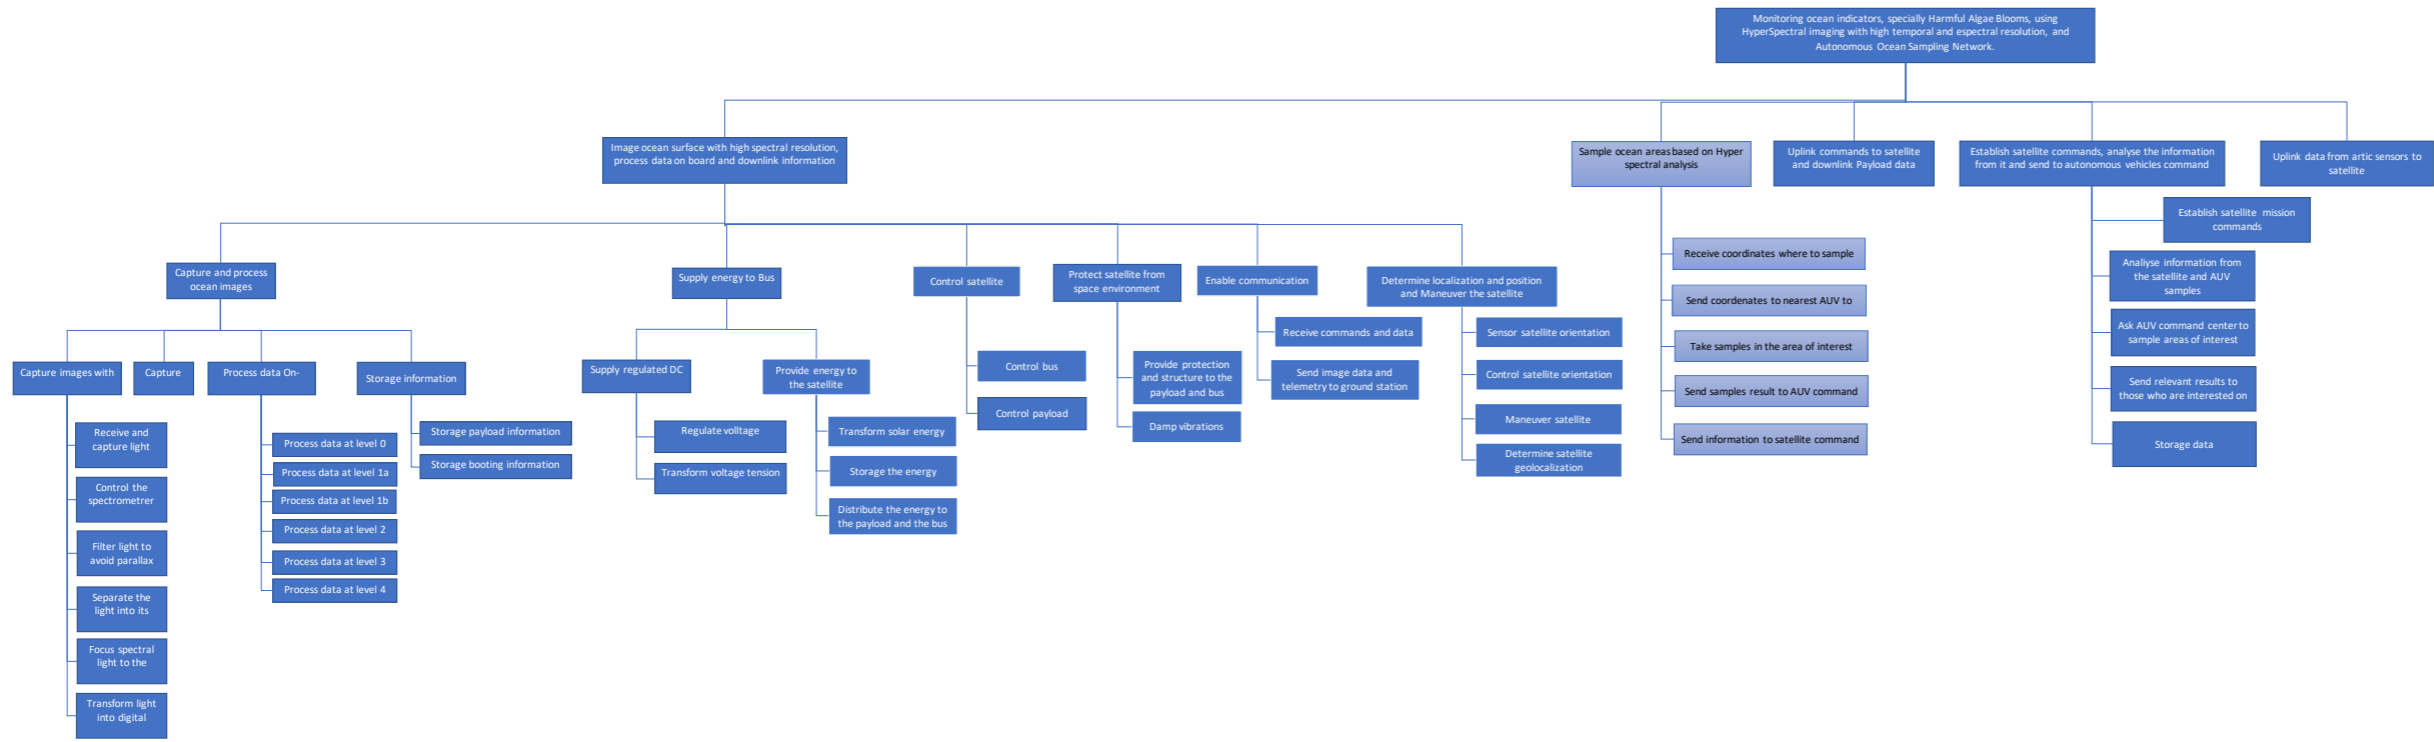 Monitoring ocean indicators, specially Harmful Algae Blooms, using
HyperSpectral imaging with high temporal and espectral resolution, and
Autonomous Ocean Sampling Network.
Image ocean surface with high spectral resolution,
process data on board and downlink information
Sample ocean areas based on Hyper
spectral analysis
Uplink commands to satellite
and downlink Payload data
Establish satellite commands, analyse the information
from it and send to autonomous vehicles command
Uplink data from artic sensors to
satellite
Capture and process
ocean images
Supply energy to Bus
Control satellite
Protect satellite from
space environment
Enable communication
Determine localization and position
and Maneuver the satellite
Capture images with
Capture
Process data On-
Storage information
Receive and
capture light
Control the
spectrometrer
Filter light to
avoid parallax
Separate the
light into its
Focus spectral
light to the
Transform light
into digital
Process data at level 0
Process data at level 1a
Process data at level 1b
Process data at level 2
Process data at level 3
Process data at level 4
Storage payload information
Storage booting information
Supply regulated DC
Provide energy to
the satellite
Regulate volltage
Transform voltage tension
Transform solar energy
Storage the energy
Distribute the energy to
the payload and the bus
Control bus
Control payload
Provide protection
and structure to the
payload and bus
Damp vibrations
Receive commands and data
Send image data and
telemetry to ground station
Sensor satellite orientation
Control satellite orientation
Maneuver satellite
Determine satellite
geolocalization
Receive coordinates where to sample
Send coordenates to nearest AUV to
Take samples in the area of interest
Send samples result to AUV command
Send information to satellite command
Establish satellite mission
commands
Analyse information from
the satellite and AUV
samples
Ask AUV command center to
sample areas of interest
Send relevant results to
those who are interested on
Storage data